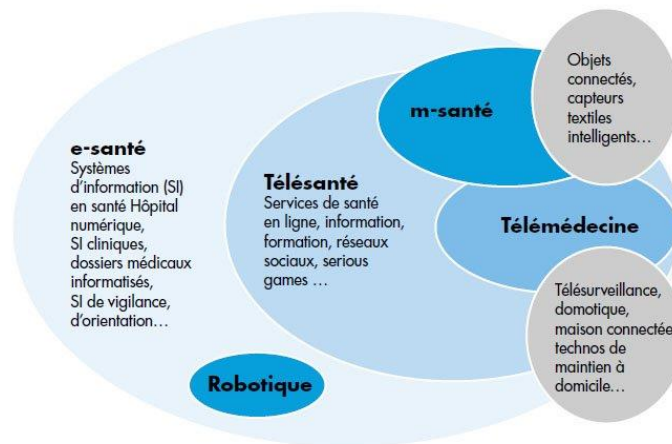 e-santé
Systèmes
d'information (SI)
en santé Hôpital
numérique,
SI cliniques,
dossiers médicaux
informatisés,
SI de vigilance,
d'orientation…
Télésanté
Services de santé
en ligne, information,
formation, réseaux
sociaux, serious
games …
m-santé
Objets
connectés,
capteurs
textiles
intelligents…
Télémédecine
Télésurveillance,
domotique,
maison connectée
technos de
maintien à
domicile…
Robotique